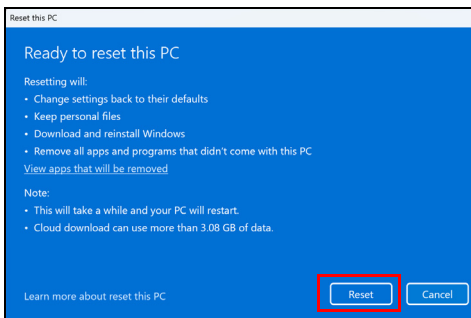 Reset this PC
Ready to reset this PC
Resetting will:
• Change settings back to their defaults
• Keep personal files
• Download and reinstall Windows
• Remove all apps and programs that didn't come with this PC
View apps that will be removed
Note:
• This will take a while and your PC will restart.
• Cloud download can use more than 3.08 GB of data.
Learn more about reset this PC
Reset
Cancel